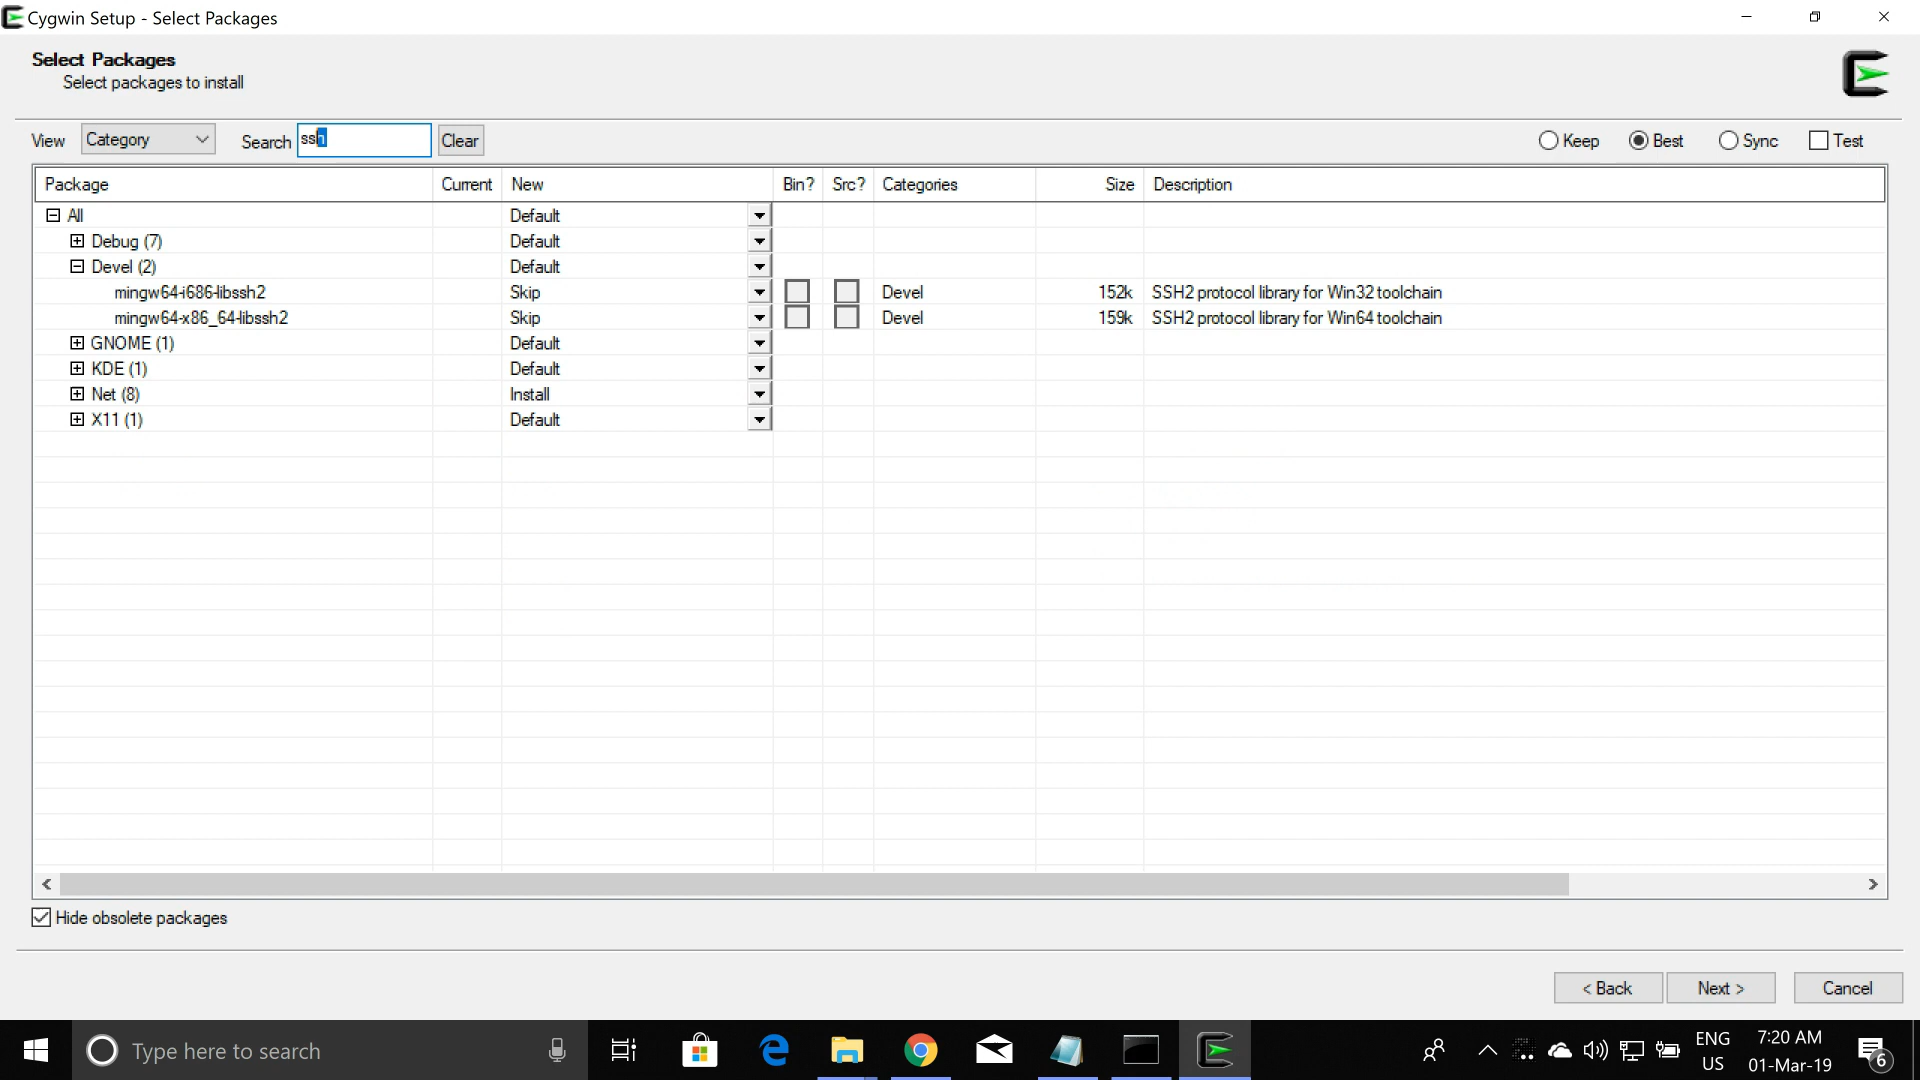 Cygwin Setup - Select Packages
Select Packages
Select packages to install
View Category Search ssh Clear Keep Best Sync Test
Package Current New Bin? Src? Categories Size Description
All Default
Debug (7) Default
Devel (2) Default
mingw64-i686-libssh2 Skip Devel 152k SSH2 protocol library for Win32 toolchain
mingw64-x86_64-libssh2 Skip Devel 159k SSH2 protocol library for Win64 toolchain
GNOME (1) Default
KDE (1) Default
Net (8) Install
X11 (1) Default
Hide obsolete packages
< Back Next > Cancel
Type here to search ENG 7:20 AM
US 01-Mar-19 6